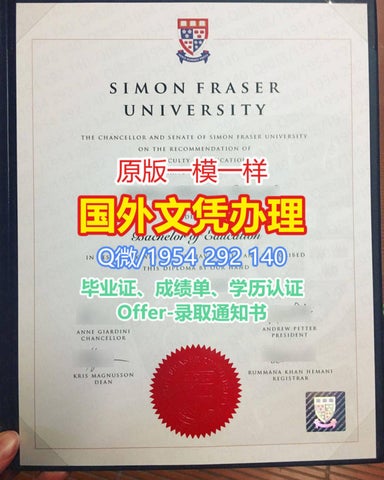 SIMON FRASER
UNIVERSITY
THE CHANCELLOR AND SENATE OF SIMON FRASER UNIVERSITY
ON THE RECOMMENDATION OF
原版一模一样
国外文凭办理
Bachelor of Education
Q微/1954 292 140
THIS DIPLOMA BY OUR HAND
毕业证、成绩单、学历认证
Offer-录取通知书
ANNE GIARDINI
CHANCELLOR
ANDREW PETTER
PRESIDENT
KRIS MAGNUSSON
DEAN
RUMMANA KHAN HEMANI
REGISTRAR